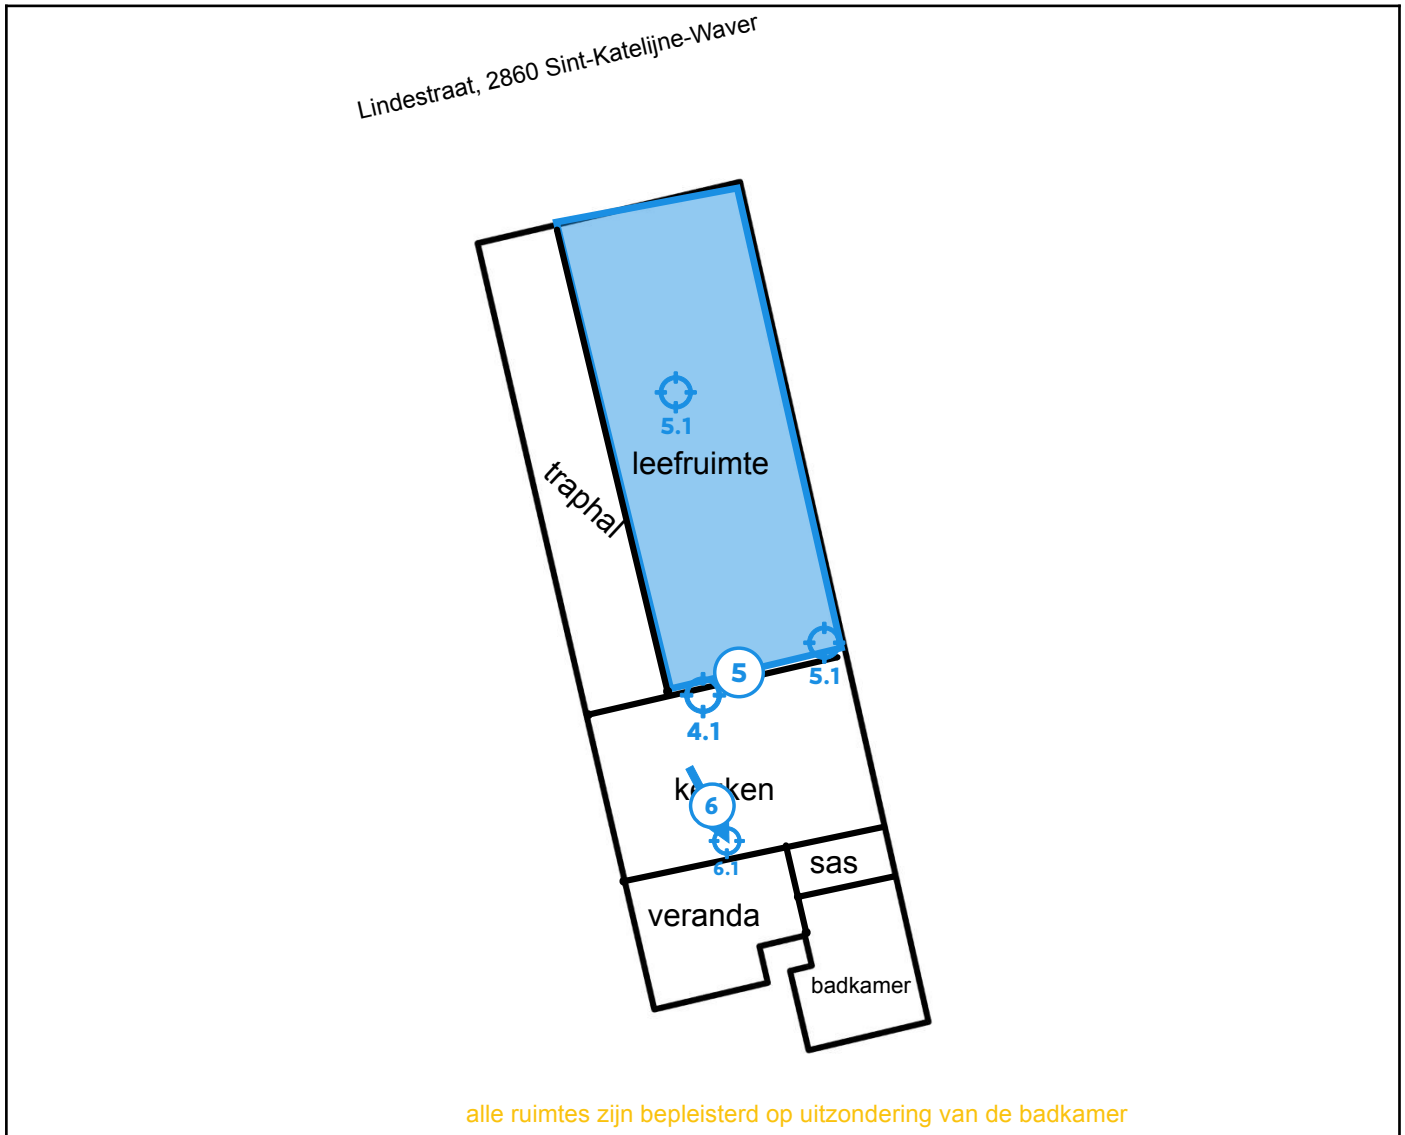 Lindestraat, 2860 Sint-Katelijne-Waver
5.1
leefruimte
traphal
5
5.1
4.1
6
6.1
sas
veranda
badkamer
alle ruimtes zijn bepleisterd op uitzondering van de badkamer